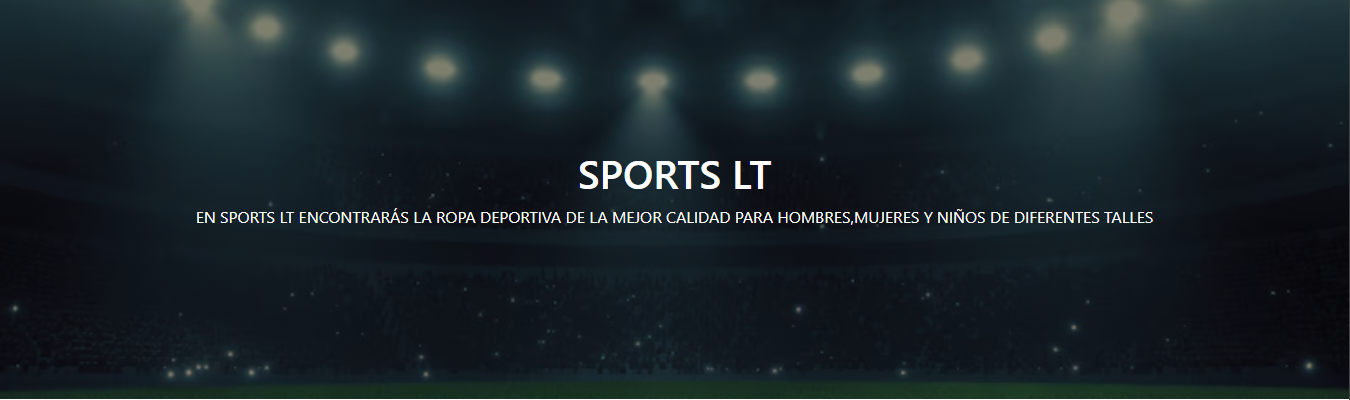 SPORTS LT
EN SPORTS LT ENCONTRARÁS LA ROPA DEPORTIVA DE LA MEJOR CALIDAD PARA HOMBRES,MUJERES Y NIÑOS DE DIFERENTES TALLES